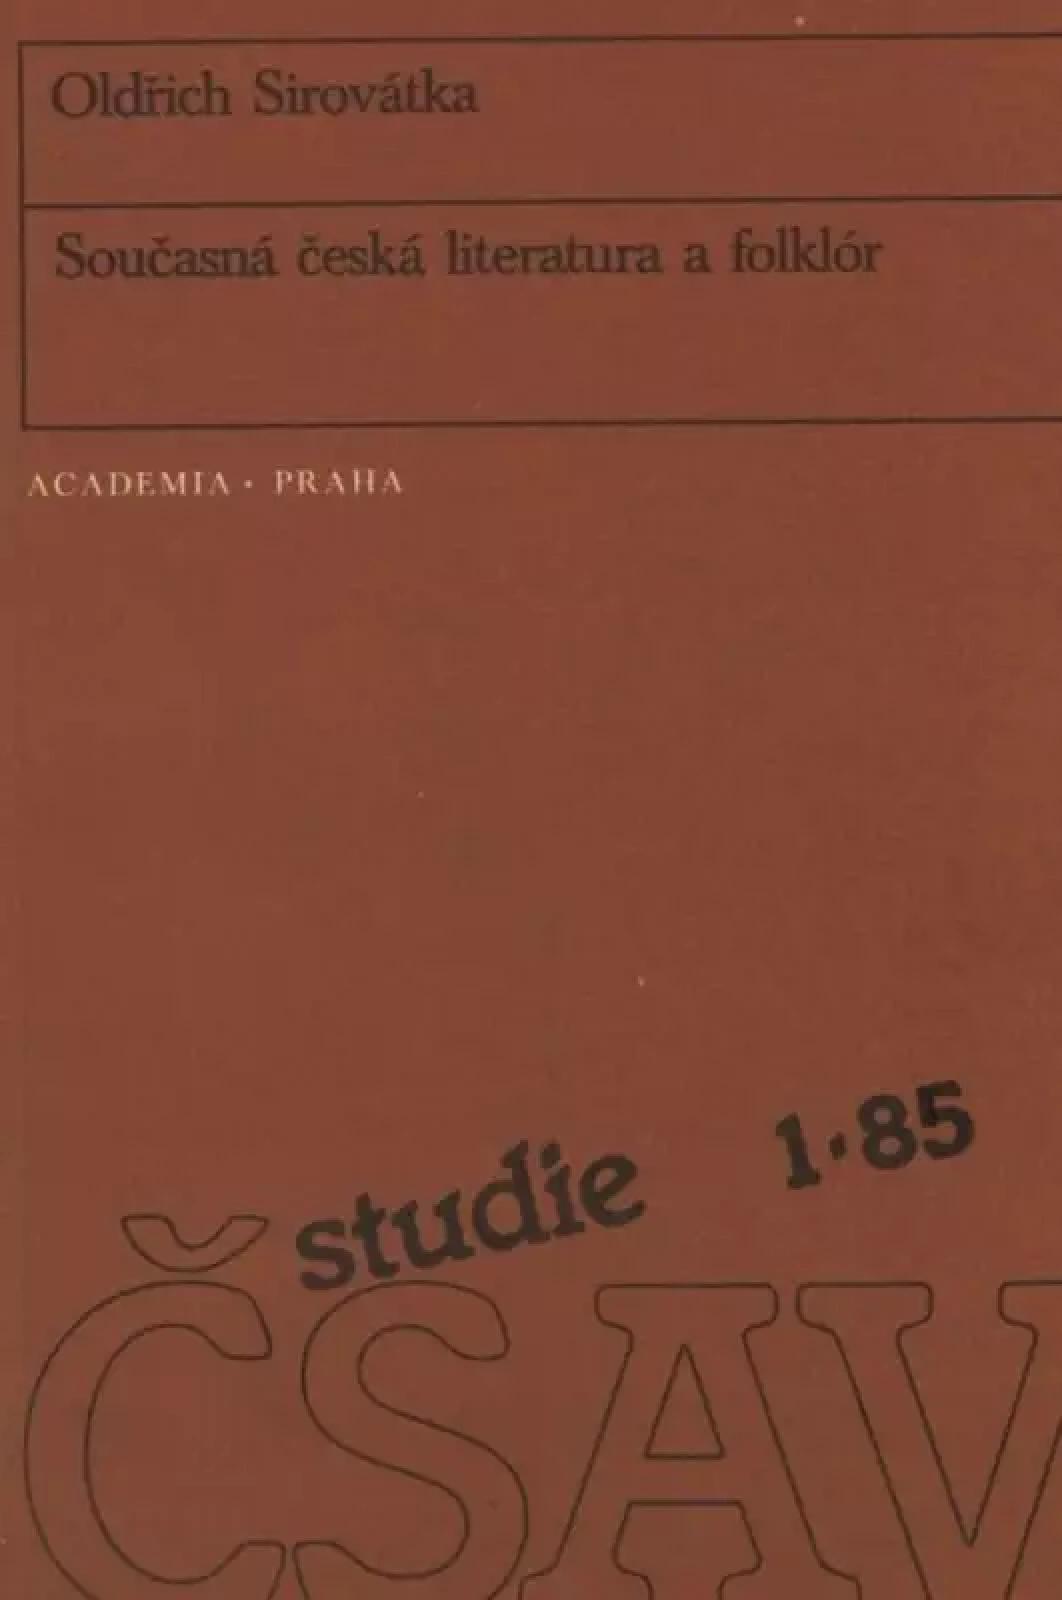 Oldřich Sirovátka
Současná česká literatura a folklór
ACADEMIA · PRAHA
studie 1·85
ČSAV